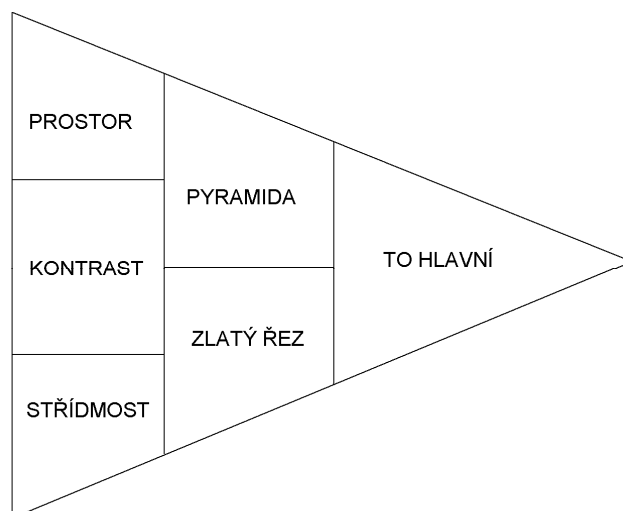 PROSTOR
KONTRAST
STŘÍDMOST
PYRAMIDA
ZLATÝ ŘEZ
TO HLAVNÍ